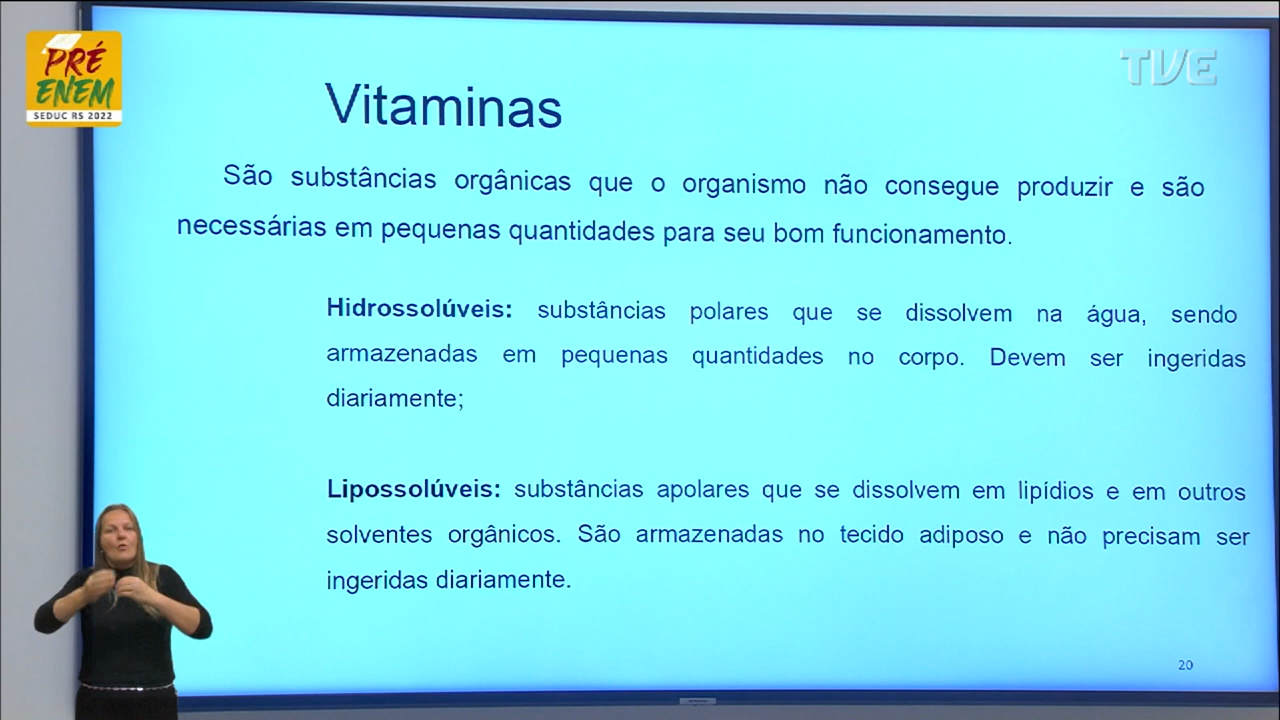 PRÉ
ENEM
SEDUC RS 2022
TVE
Vitaminas
São substâncias orgânicas que o organismo não consegue produzir e são
necessárias em pequenas quantidades para seu bom funcionamento.
Hidrossolúveis: substâncias polares que se dissolvem na água, sendo
armazenadas em pequenas quantidades no corpo. Devem ser ingeridas
diariamente;
Lipossolúveis: substâncias apolares que se dissolvem em lipídios e em outros
solventes orgânicos. São armazenadas no tecido adiposo e não precisam ser
ingeridas diariamente.
20